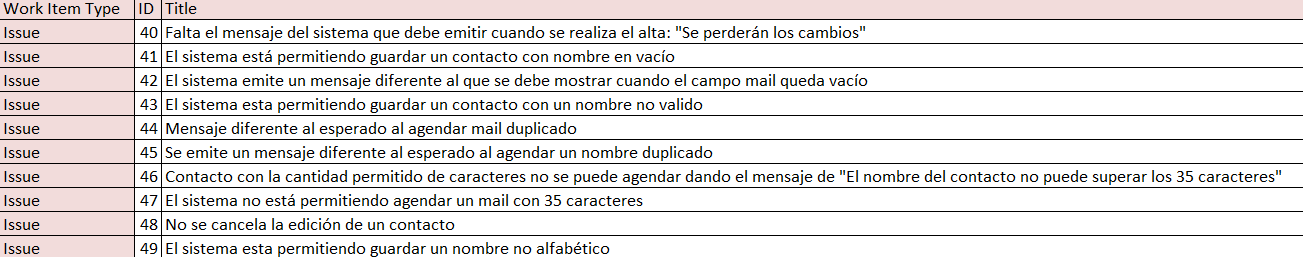 Work Item Type ID Title
Issue 40 Falta el mensaje del sistema que debe emitir cuando se realiza el alta: "Se perderán los cambios"
Issue 41 El sistema está permitiendo guardar un contacto con nombre en vacío
Issue 42 El sistema emite un mensaje diferente al que se debe mostrar cuando el campo mail queda vacío
Issue 43 El sistema esta permitiendo guardar un contacto con un nombre no valido
Issue 44 Mensaje diferente al esperado al agendar mail duplicado
Issue 45 Se emite un mensaje diferente al esperado al agendar un nombre duplicado
Issue 46 Contacto con la cantidad permitido de caracteres no se puede agendar dando el mensaje de "El nombre del contacto no puede superar los 35 caracteres"
Issue 47 El sistema no está permitiendo agendar un mail con 35 caracteres
Issue 48 No se cancela la edición de un contacto
Issue 49 El sistema esta permitiendo guardar un nombre no alfabético